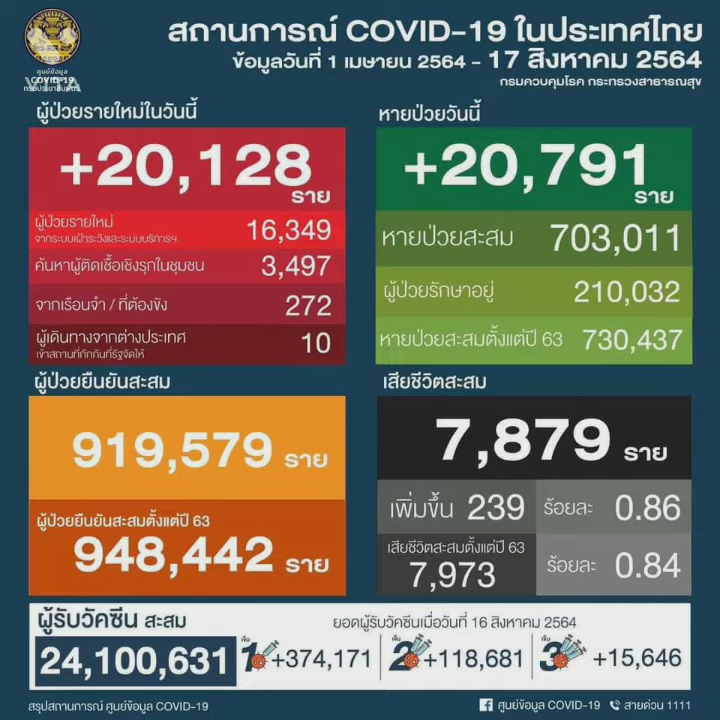 สถานการณ์ COVID-19 ในประเทศไทย
ข้อมูลวันที่ 1 เมษายน 2564 - 17 สิงหาคม 2564
กรมควบคุมโรค กระทรวงสาธารณสุข
ศูนย์ข้อมูล
COVID-19
ผู้ป่วยรายใหม่ในวันนี้
+20,128
ราย
ผู้ป่วยรายใหม่
จากระบบเฝ้าระวังและระบบบริการฯ
16,349
ค้นหาผู้ติดเชื้อเชิงรุกในชุมชน 3,497
จากเรือนจำ / ที่ต้องขัง 272
ผู้เดินทางจากต่างประเทศ
เข้าสถานที่กักกันที่รัฐจัดให้
10
หายป่วยวันนี้
+20,791
ราย
หายป่วยสะสม 703,011
ผู้ป่วยรักษาอยู่ 210,032
หายป่วยสะสมตั้งแต่ปี 63 730,437
ผู้ป่วยยืนยันสะสม
919,579 ราย
ผู้ป่วยยืนยันสะสมตั้งแต่ปี 63
948,442 ราย
เสียชีวิตสะสม
7,879 ราย
เพิ่มขึ้น 239 ร้อยละ 0.86
เสียชีวิตสะสมตั้งแต่ปี 63
7,973
ร้อยละ 0.84
ผู้รับวัคซีน สะสม
24,100,631
ยอดผู้รับวัคซีนเมื่อวันที่ 16 สิงหาคม 2564
เข็ม 1 +374,171
เข็ม 2 +118,681
เข็ม 3 +15,646
สรุปสถานการณ์ ศูนย์ข้อมูล COVID-19
ศูนย์ข้อมูล COVID-19 สายด่วน 1111